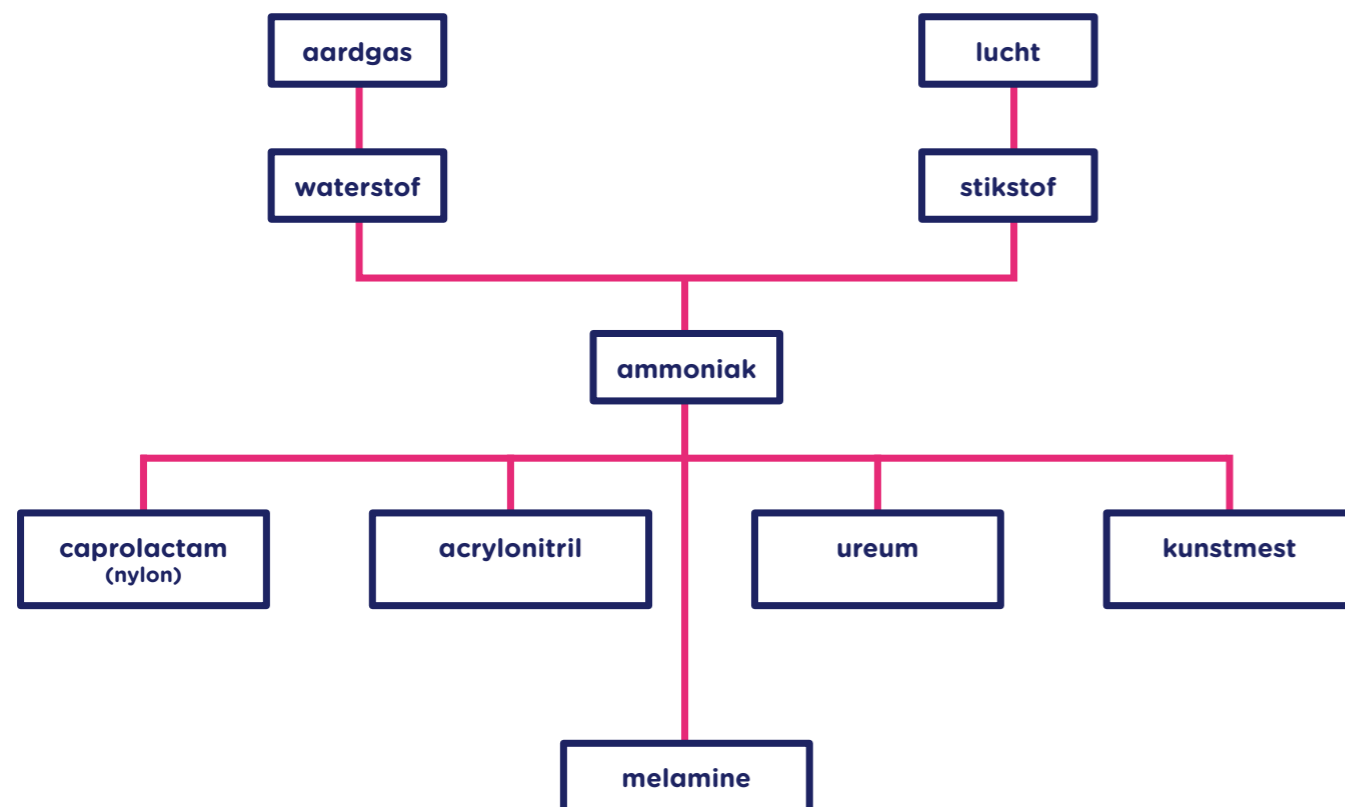 aardgas
lucht
waterstof
stikstof
ammoniak
caprolactam
(nylon)
acrylonitril
ureum
kunstmest
melamine